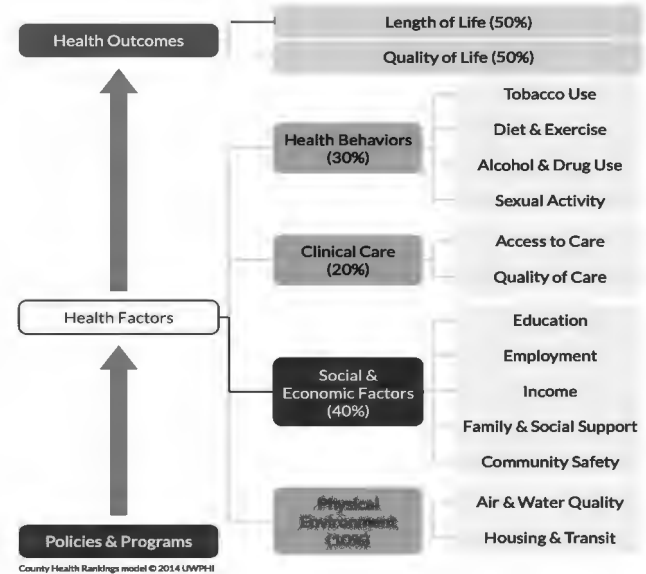 Health Outcomes
Length of Life (50%)
Quality of Life (50%)
Health Behaviors
(30%)
Tobacco Use
Diet & Exercise
Alcohol & Drug Use
Sexual Activity
Clinical Care
(20%)
Access to Care
Quality of Care
Health Factors
Social &
Economic Factors
(40%)
Education
Employment
Income
Family & Social Support
Community Safety
Physical
Environment
(10%)
Air & Water Quality
Housing & Transit
Policies & Programs
County Health Rankings model © 2014 UWPHI